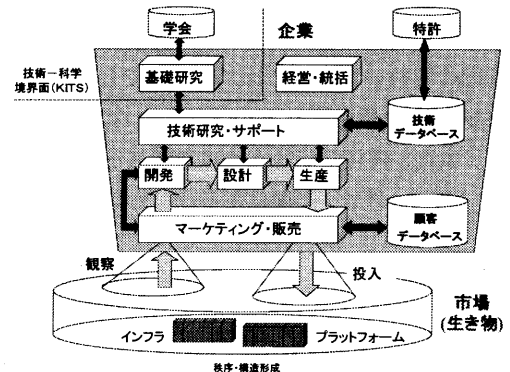 学会
企業
特許
技術－科学
境界面(KITS)
基礎研究
経営・統括
技術研究・サポート
技術
データベース
開発
設計
生産
マーケティング・販売
顧客
データベース
観察
投入
市場
(生き物)
インフラ
プラットフォーム
秩序・構造形成